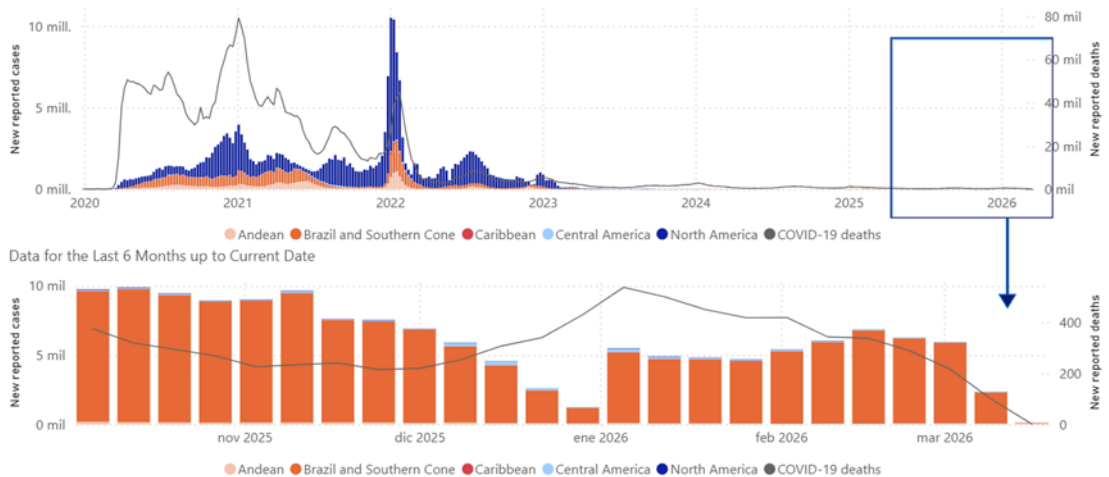 New reported cases
10 mill.
5 mill.
0 mill.
80 mil
60 mil
40 mil
20 mil
0 mil
New reported deaths
2020 2021 2022 2023 2024 2025 2026
Andean Brazil and Southern Cone Caribbean Central America North America COVID-19 deaths
Data for the Last 6 Months up to Current Date
New reported cases
10 mil
5 mil
0 mil
400
200
0
New reported deaths
nov 2025 dic 2025 ene 2026 feb 2026 mar 2026
Andean Brazil and Southern Cone Caribbean Central America North America COVID-19 deaths